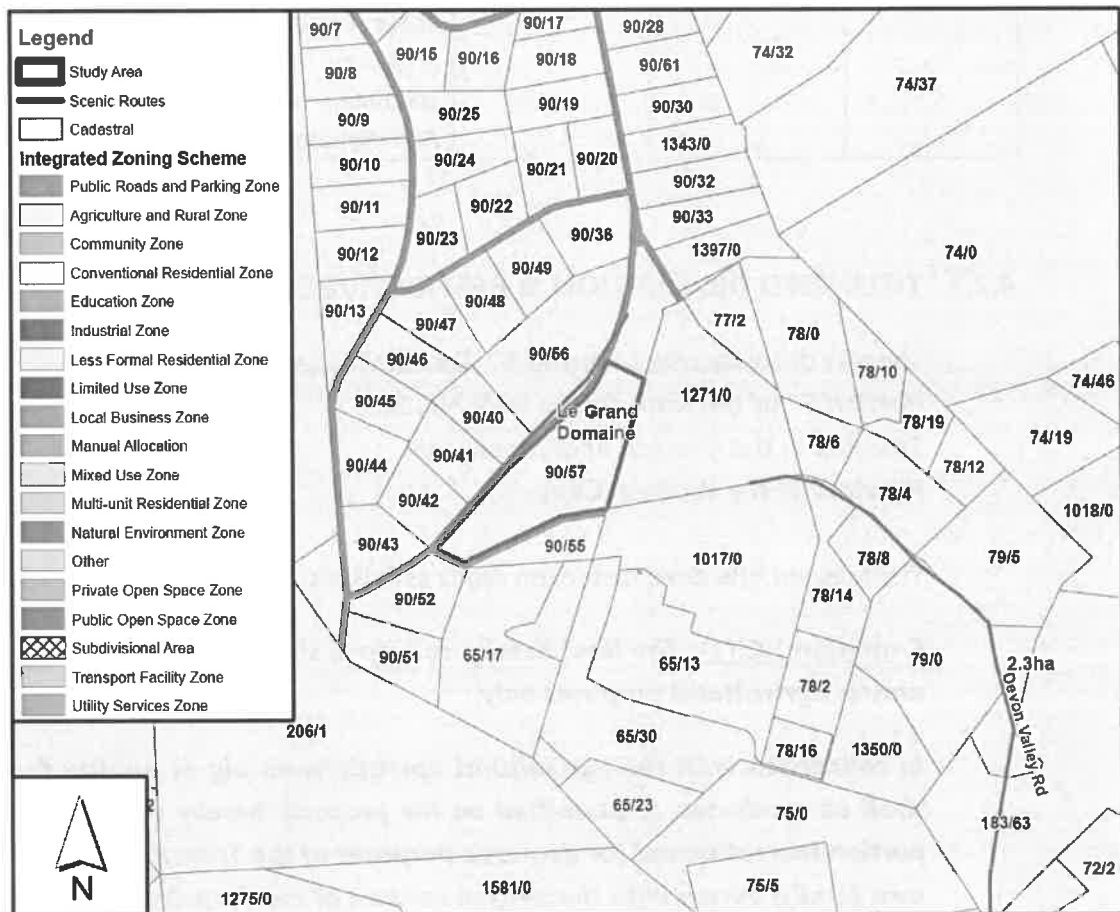 Legend
Study Area
Scenic Routes
Cadastral
Integrated Zoning Scheme
Public Roads and Parking Zone
Agriculture and Rural Zone
Community Zone
Conventional Residential Zone
Education Zone
Industrial Zone
Less Formal Residential Zone
Limited Use Zone
Local Business Zone
Manual Allocation
Mixed Use Zone
Multi-unit Residential Zone
Natural Environment Zone
Other
Private Open Space Zone
Public Open Space Zone
Subdivisional Area
Transport Facility Zone
Utility Services Zone
N
90/7
90/15
90/16
90/17
90/28
90/8
90/18
90/61
74/32
74/37
90/9
90/25
90/19
90/30
90/10
90/24
90/21
90/20
1343/0
90/32
90/11
90/22
90/33
90/12
90/23
90/36
1397/0
74/0
90/49
90/13
90/48
90/47
77/2
78/0
90/46
90/56
78/10
74/46
90/45
1271/0
90/40
Le Grand
Domaine
78/19
74/19
78/6
90/44
90/41
90/57
78/12
78/4
90/42
1018/0
90/43
90/55
1017/0
78/8
79/5
90/52
78/14
90/51
65/17
65/13
79/0
2.3ha
78/2
Devon Valley Rd
206/1
65/30
78/16
1350/0
65/23
75/0
183/63
72/2
1275/0
1581/0
75/5